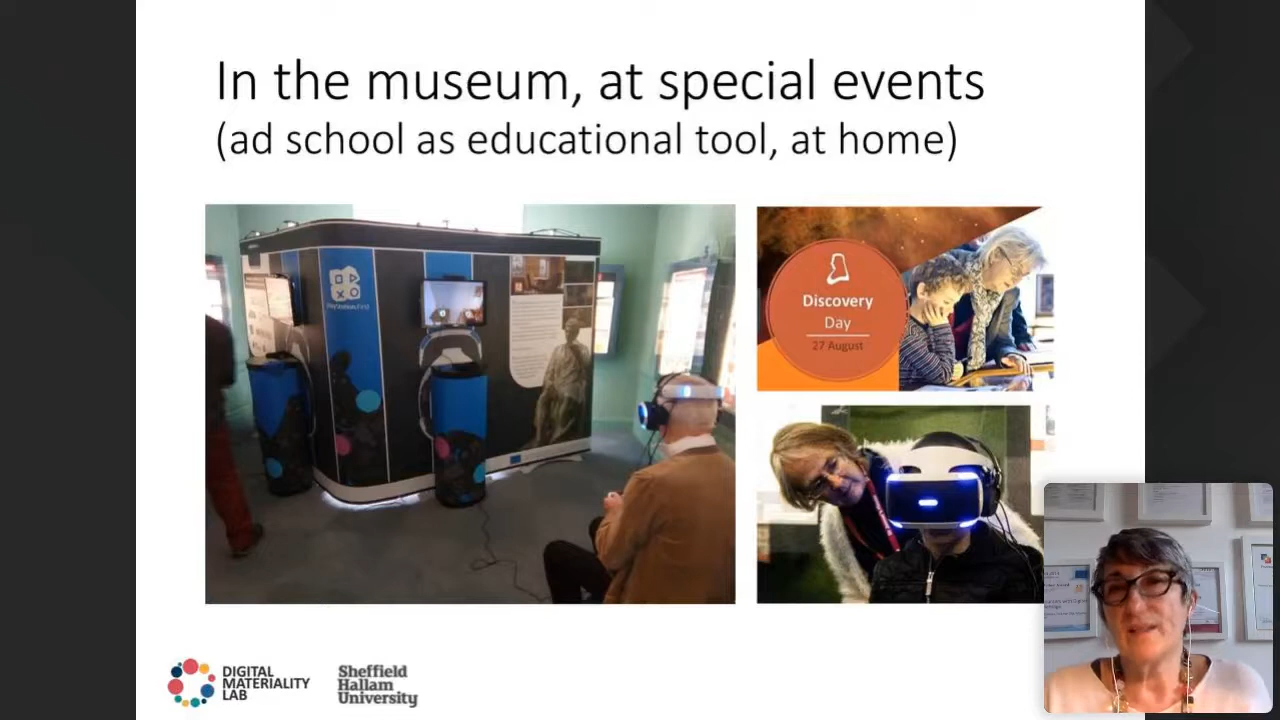 In the museum, at special events
(ad school as educational tool, at home)
Discovery
Day
27 August
DIGITAL
MATERIALITY
LAB
Sheffield
Hallam
University